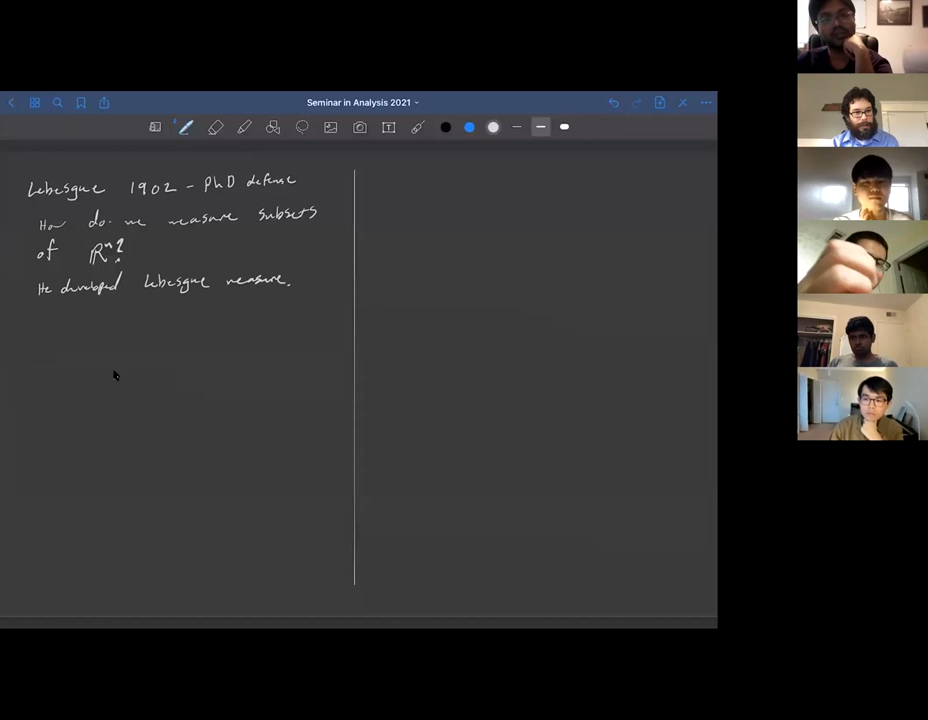 Seminar in Analysis 2021
Lebesgue 1902 - PhD defense
How do we measure subsets
of ℝⁿ?
He developed Lebesgue measure.